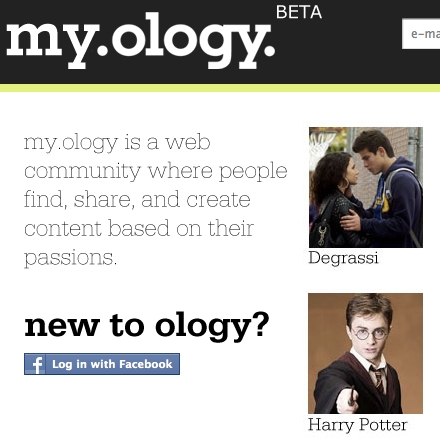 my.ology.
BETA
e-ma
my.ology is a web
community where people
find, share, and create
content based on their
passions.
Degrassi
new to ology?
f Log in with Facebook
Harry Potter